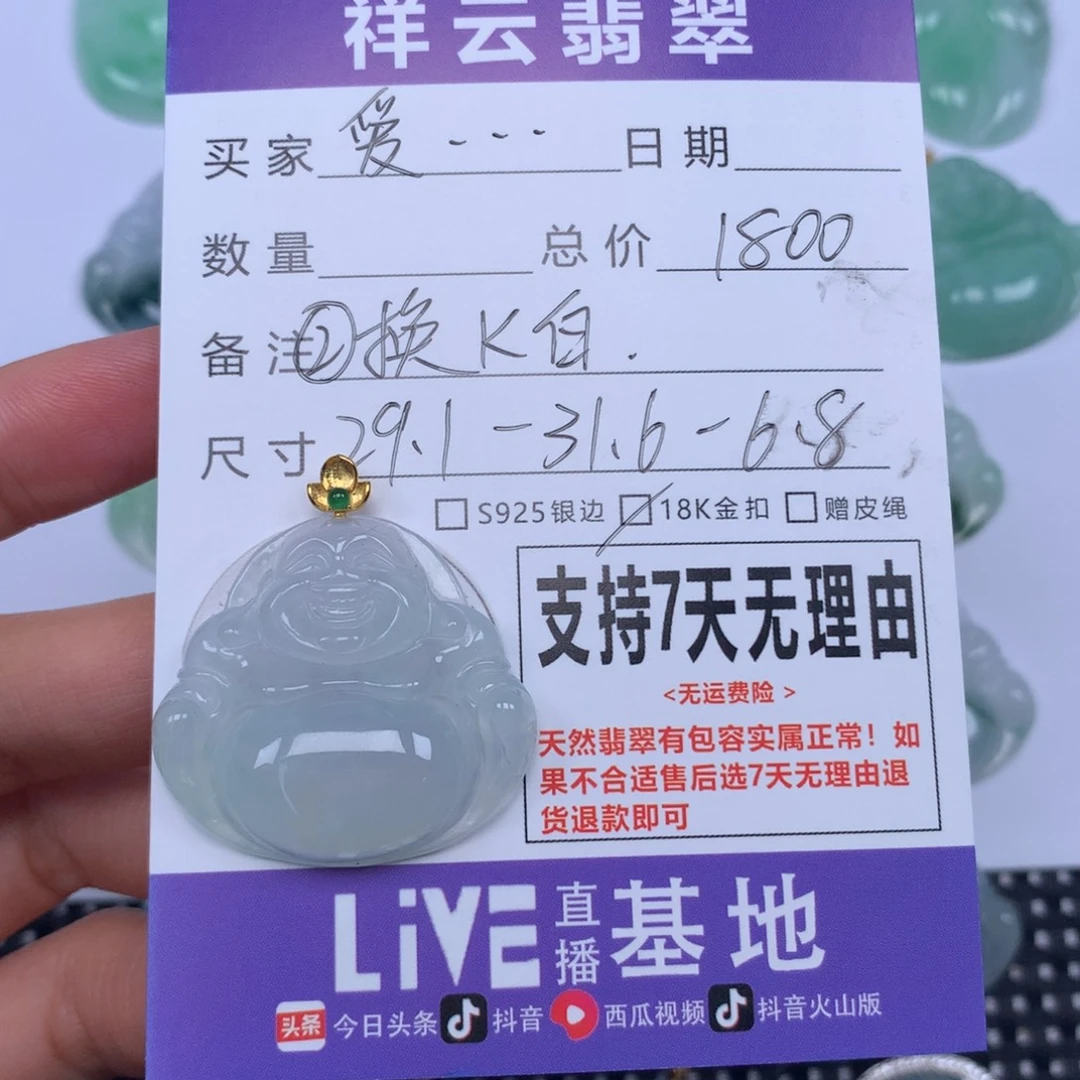 祥云翡翠
买家 爱... 日期
数量 总价 1800
备注 ②换K白.
尺寸 29.1-31.6-6.8
S925银边 18K金扣 赠皮绳
支持7天无理由
<无运费险>
天然翡翠有包容实属正常！如
果不合适售后选7天无理由退
货退款即可
LiVE 直播 基地
头条 今日头条 抖音 西瓜视频 抖音火山版